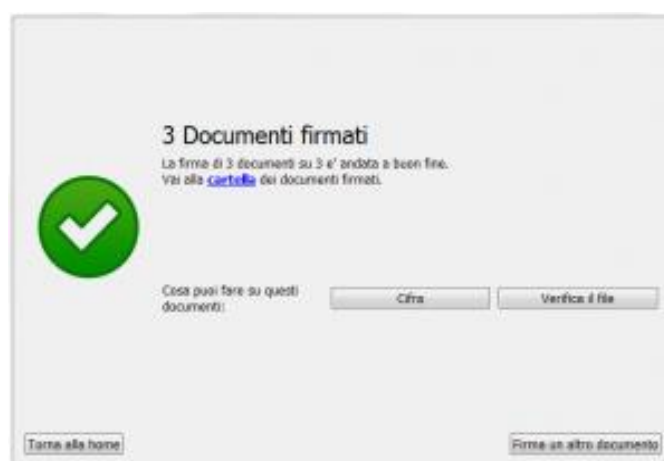 3 Documenti firmati
La firma di 3 documenti su 3 e' andata a buon fine.
Vai alla cartella dei documenti firmati.
Cosa puoi fare su questi
documenti:
Cifra
Verifica il file
Torna alla home
Firma un altro documento